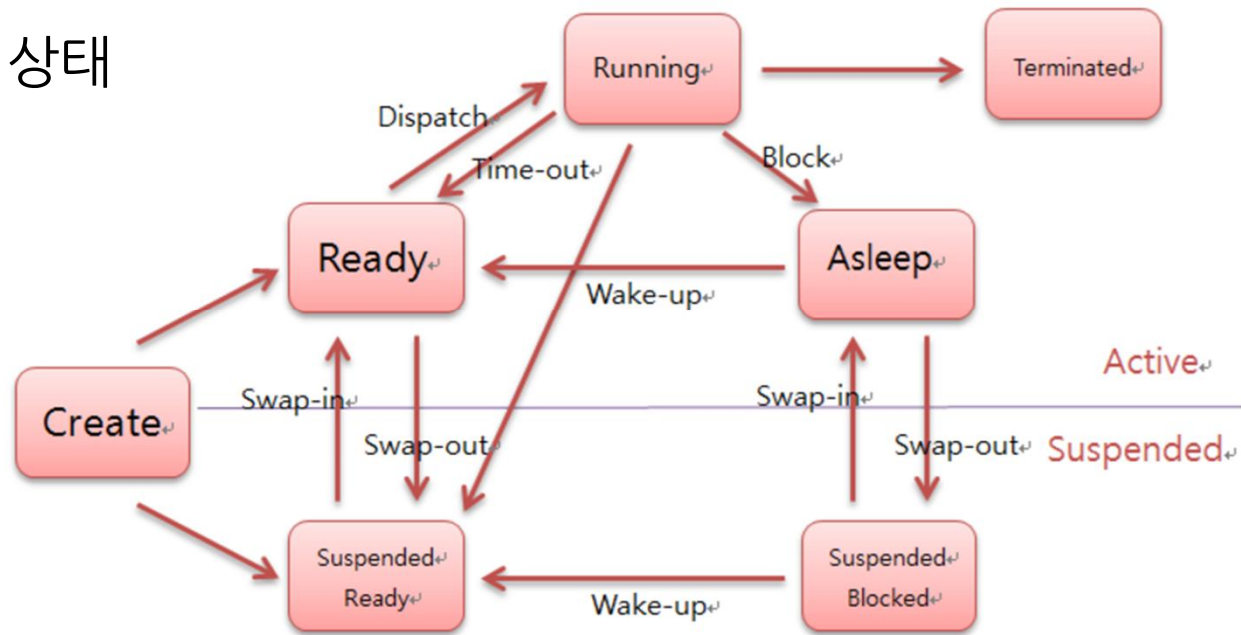 상태
Running
Terminated
Dispatch
Time-out
Block
Ready
Asleep
Wake-up
Active
Create
Swap-in
Swap-in
Swap-out
Swap-out
Suspended
Suspended
Ready
Suspended
Blocked
Wake-up